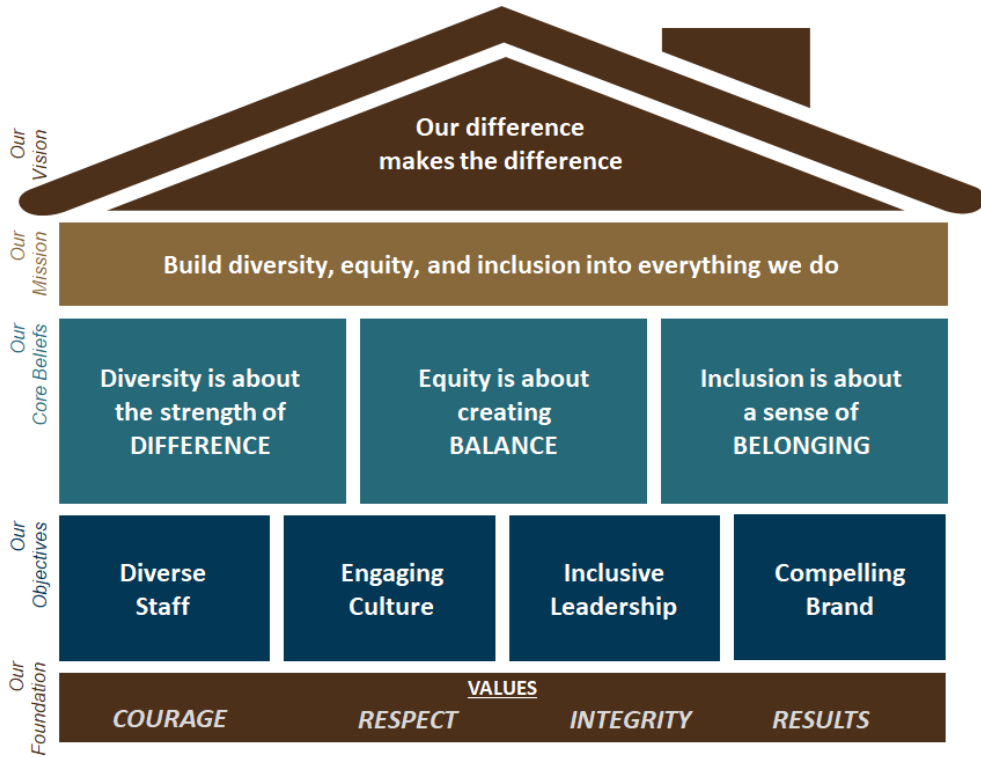 Our
Vision
Our difference
makes the difference
Our
Mission
Build diversity, equity, and inclusion into everything we do
Our
Core Beliefs
Diversity is about
the strength of
DIFFERENCE
Equity is about
creating
BALANCE
Inclusion is about
a sense of
BELONGING
Our
Objectives
Diverse
Staff
Engaging
Culture
Inclusive
Leadership
Compelling
Brand
Our
Foundation
VALUES
COURAGE RESPECT INTEGRITY RESULTS